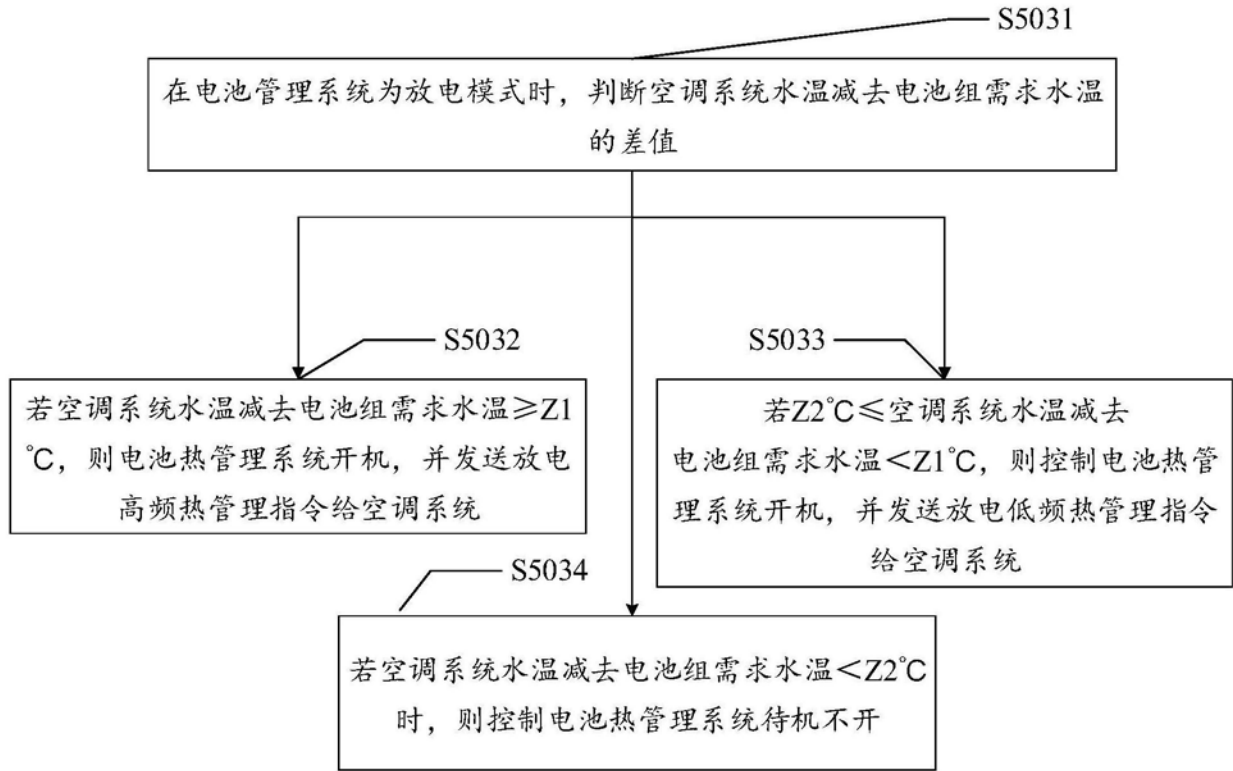 S5031
在电池管理系统为放电模式时，判断空调系统水温减去电池组需求水温
的差值
S5032
若空调系统水温减去电池组需求水温≥Z1
℃，则电池热管理系统开机，并发送放电
高频热管理指令给空调系统
S5033
若Z2℃≤空调系统水温减去
电池组需求水温＜Z1℃，则控制电池热管
理系统开机，并发送放电低频热管理指令
给空调系统
S5034
若空调系统水温减去电池组需求水温＜Z2℃
时，则控制电池热管理系统待机不开